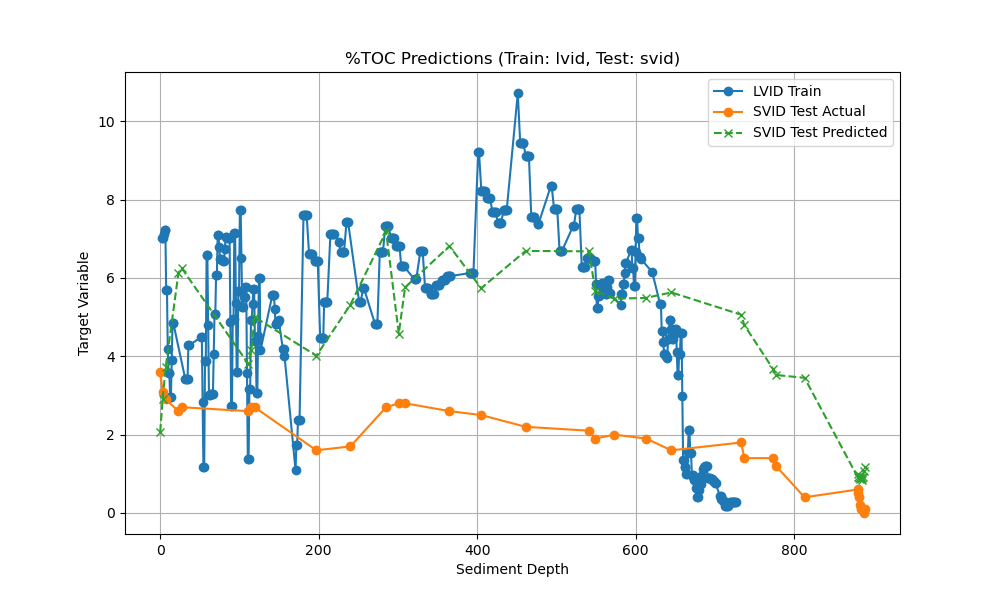 %TOC Predictions (Train: lvid, Test: svid)
LVID Train
SVID Test Actual
SVID Test Predicted
Target Variable
10
8
6
4
2
0
0 200 400 600 800
Sediment Depth